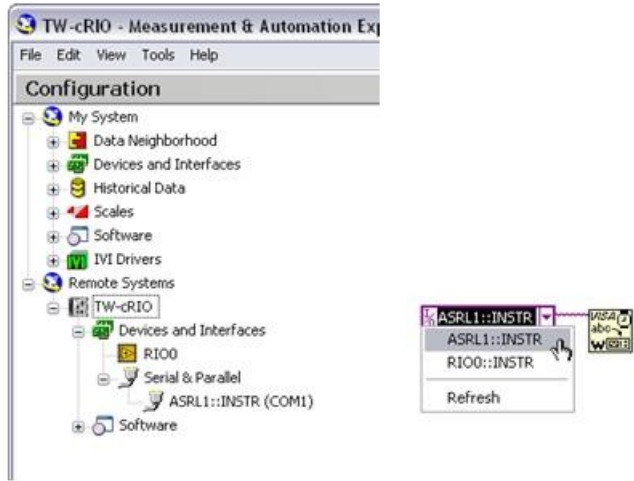 TW-cRIO - Measurement & Automation Exp
File Edit View Tools Help
Configuration
My System
Data Neighborhood
Devices and Interfaces
Historical Data
Scales
Software
IVI Drivers
Remote Systems
TW-cRIO
Devices and Interfaces
RIO0
Serial & Parallel
ASRL1::INSTR (COM1)
Software
ASRL1::INSTR
ASRL1::INSTR
RIO0::INSTR
Refresh
VISA
abc
W